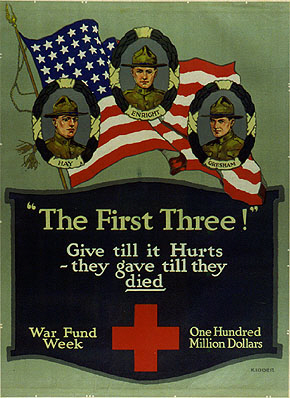 ENRIGHT
HAY
GRESHAM
"The First Three!"
Give till it Hurts
-they gave till they
died
War Fund
Week
One Hundred
Million Dollars